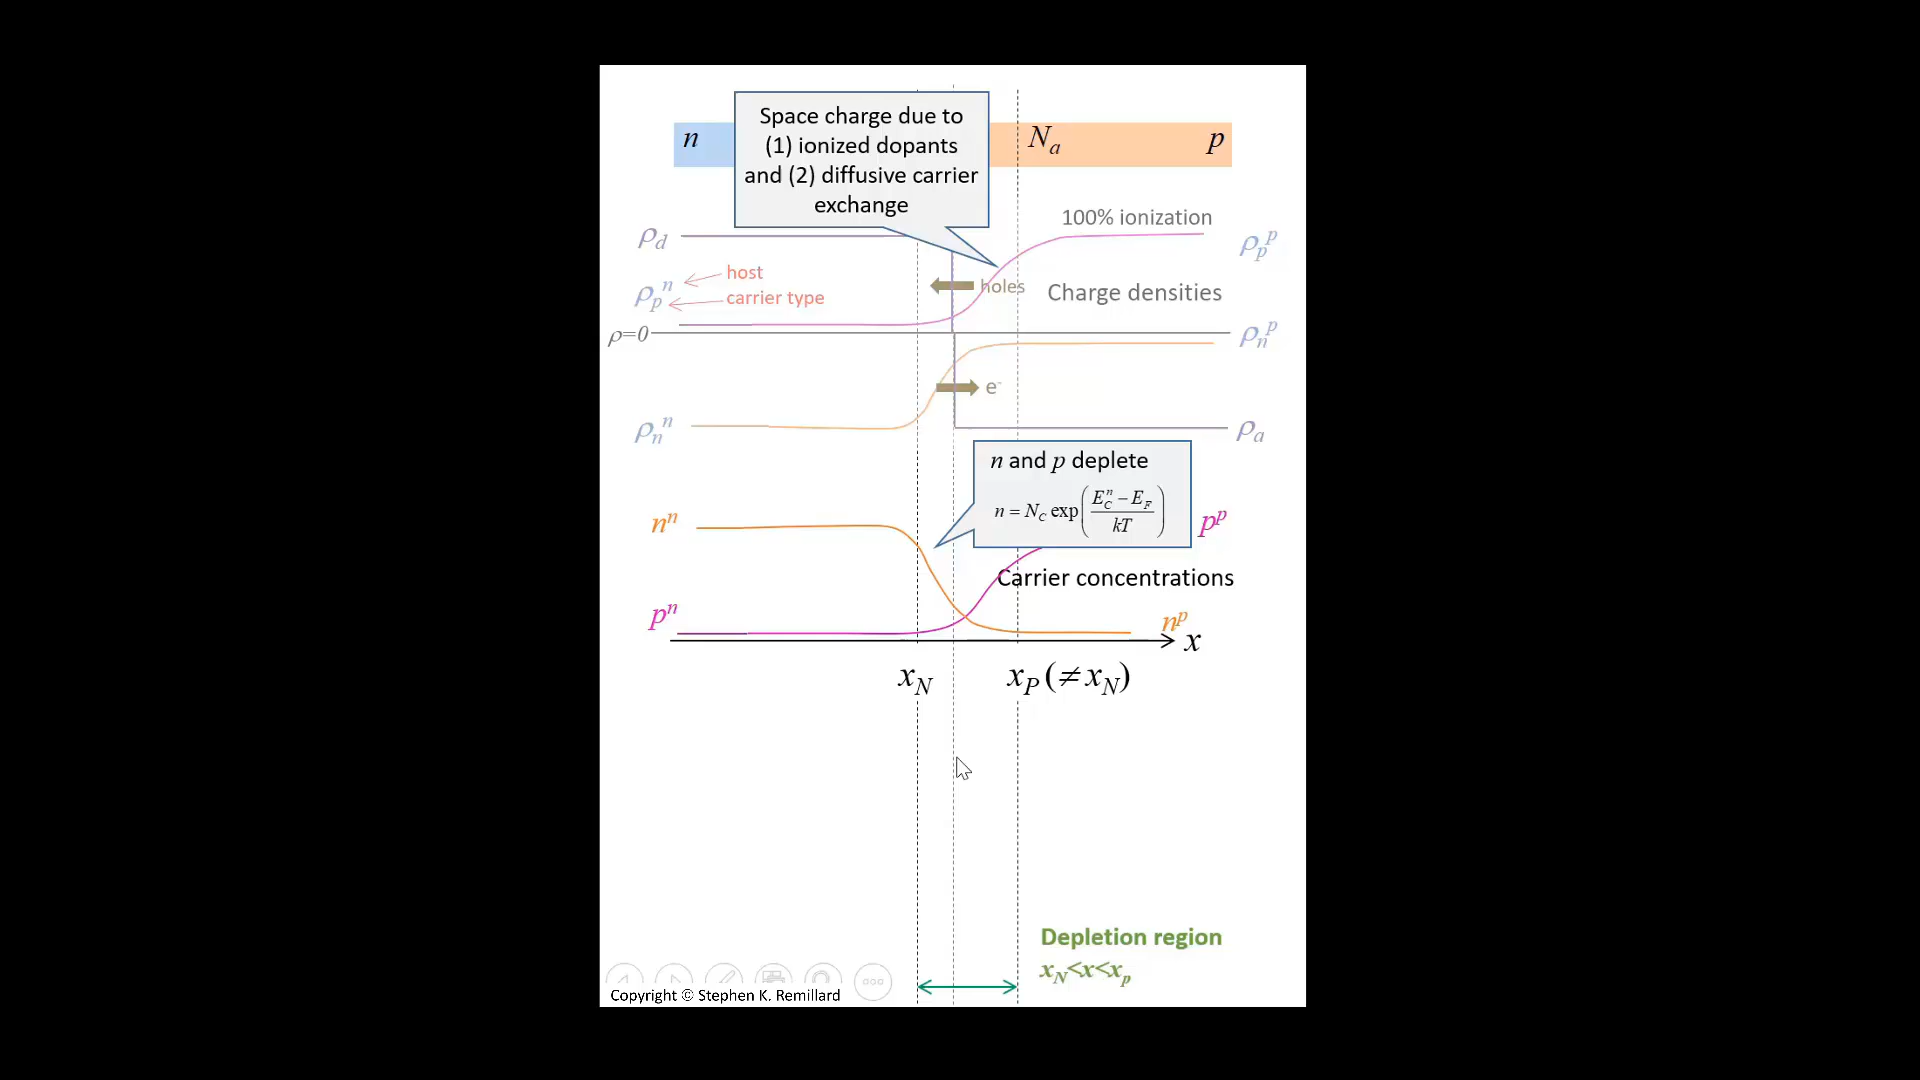 Space charge due to
(1) ionized dopants
and (2) diffusive carrier
exchange
n
N_a
p
100% ionization
ρ_d
ρ_p^p
host
ρ_p^n
carrier type
holes
Charge densities
ρ=0
ρ_n^p
e^-
ρ_n^n
ρ_a
n and p deplete
n = N_C exp((E_C^n − E_F)/kT)
n^n
p^p
Carrier concentrations
p^n
n^p
x
x_N
x_P (≠ x_N)
Depletion region
x_N<x<x_p
Copyright © Stephen K. Remillard